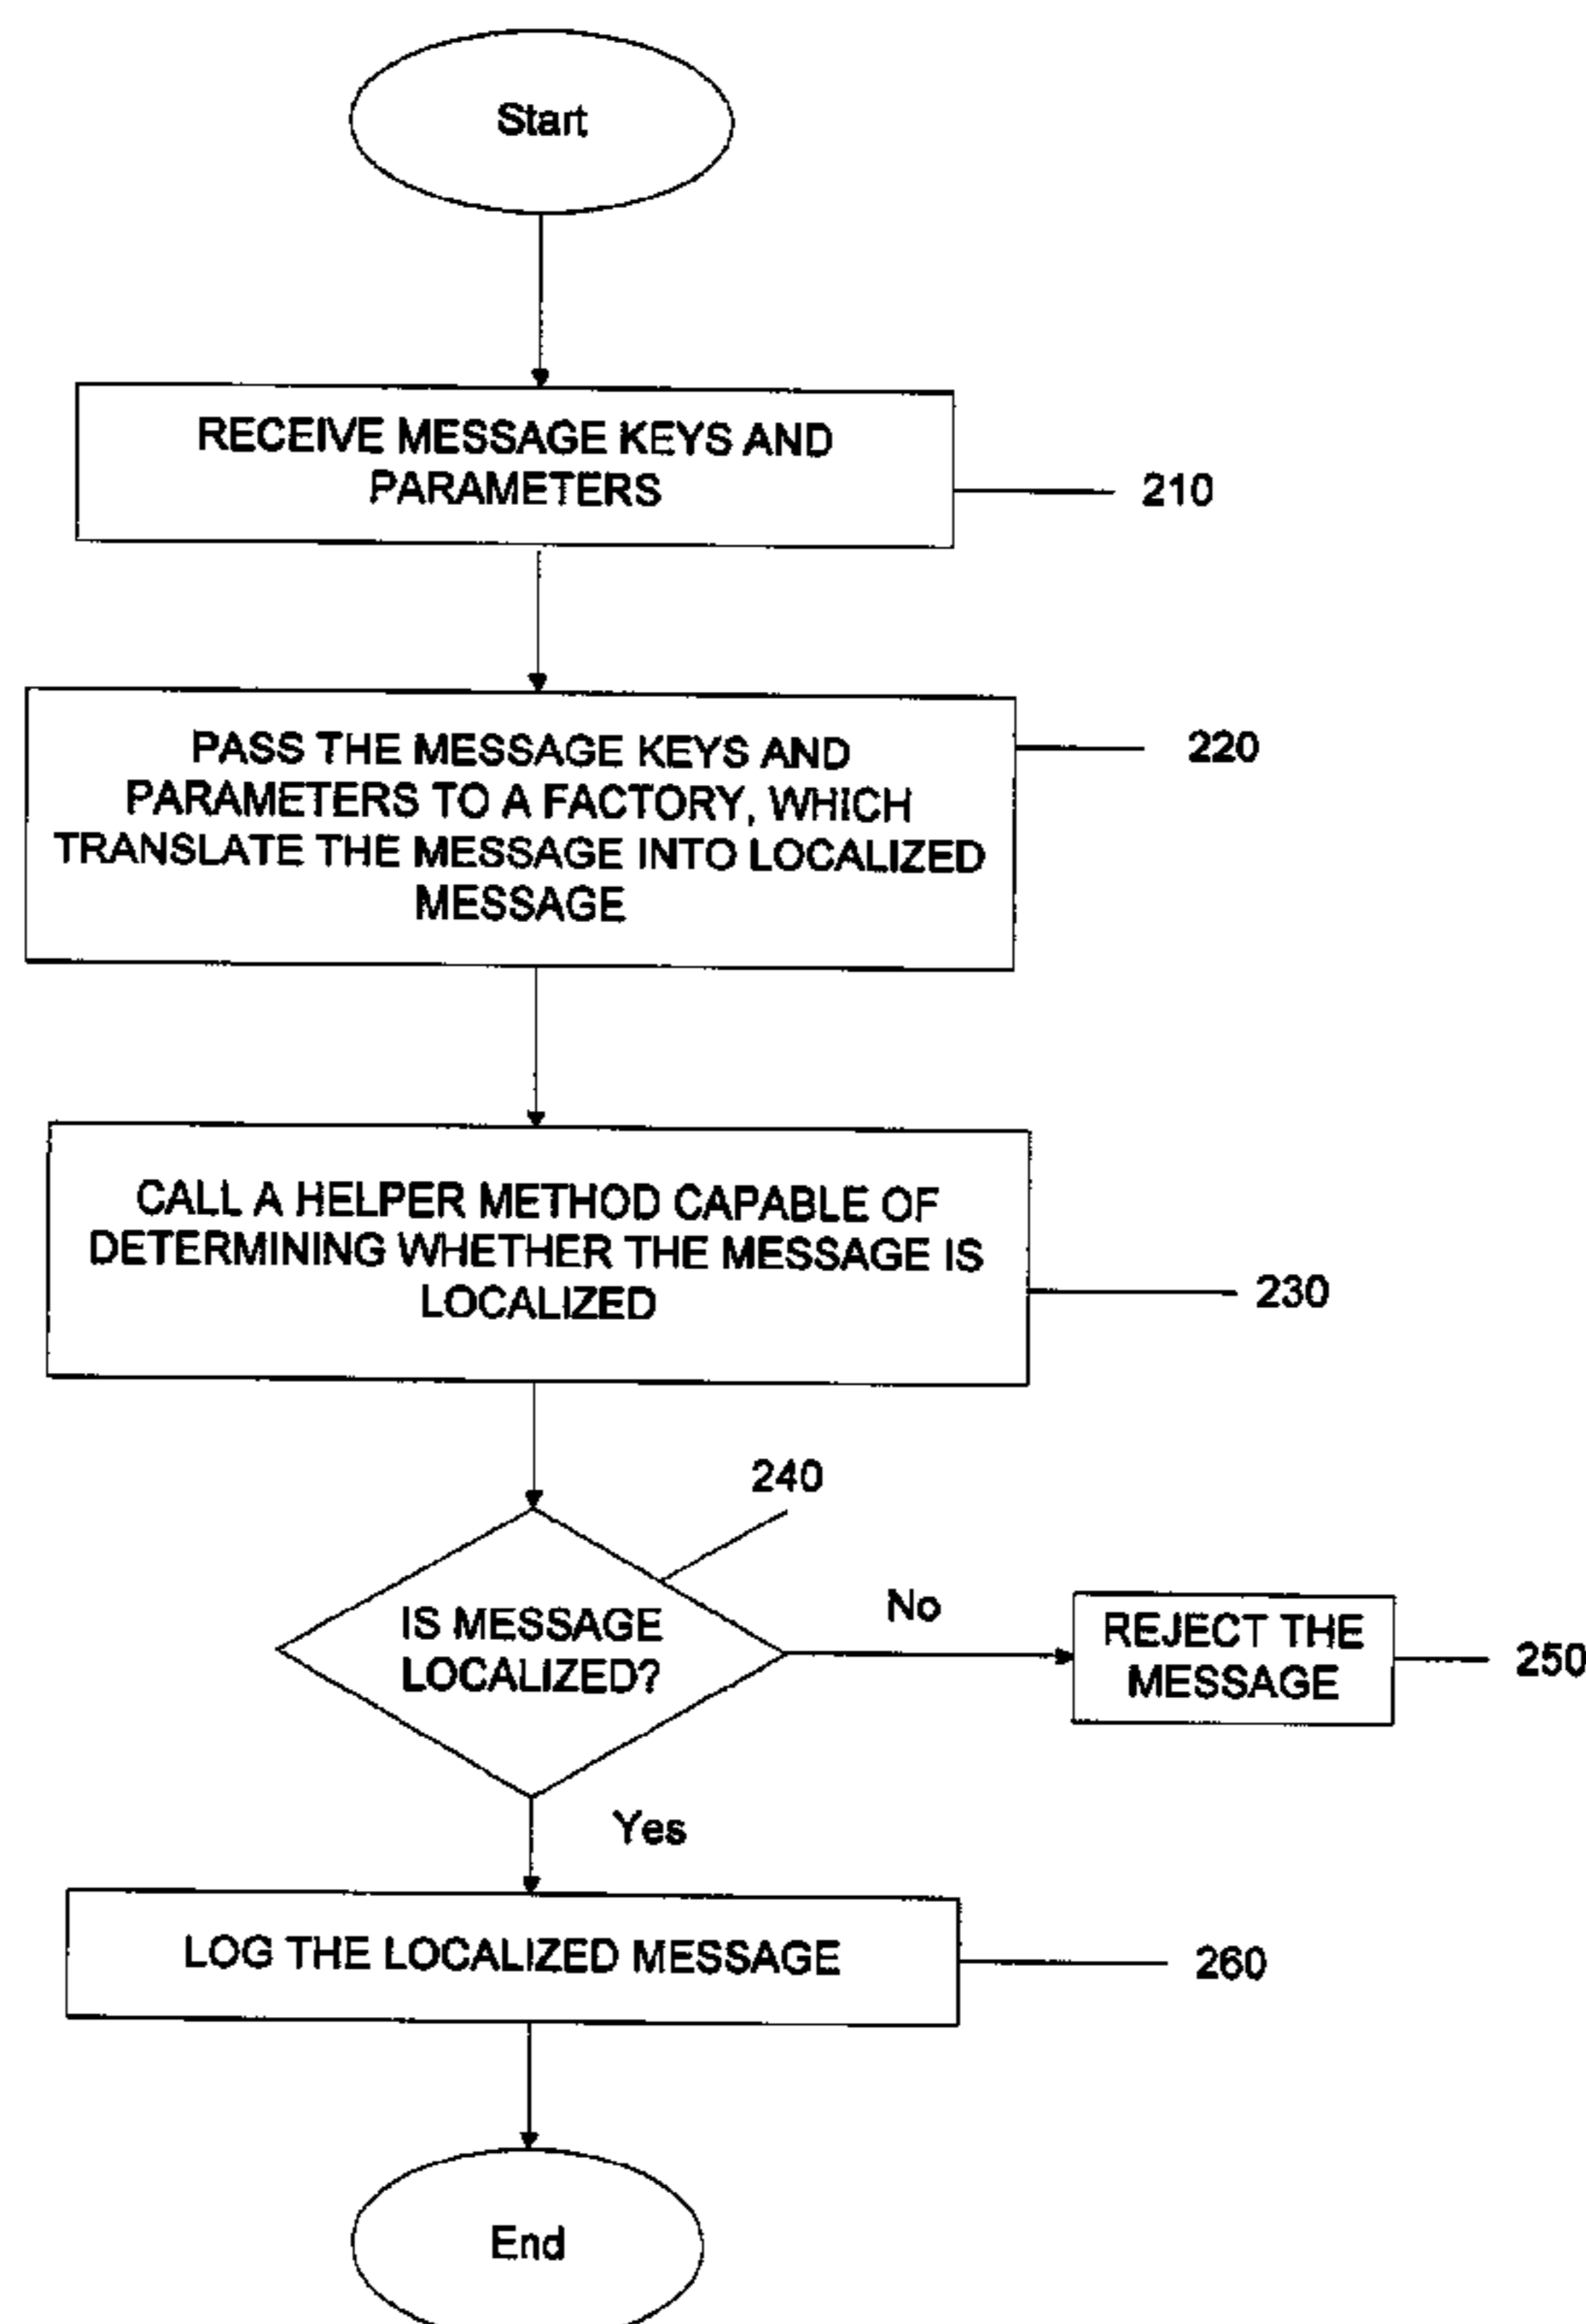 Start
RECEIVE MESSAGE KEYS AND
PARAMETERS
210
PASS THE MESSAGE KEYS AND
PARAMETERS TO A FACTORY, WHICH
TRANSLATE THE MESSAGE INTO LOCALIZED
MESSAGE
220
CALL A HELPER METHOD CAPABLE OF
DETERMINING WHETHER THE MESSAGE IS
LOCALIZED
230
240
IS MESSAGE
LOCALIZED?
No
REJECT THE
MESSAGE
250
Yes
LOG THE LOCALIZED MESSAGE
260
End